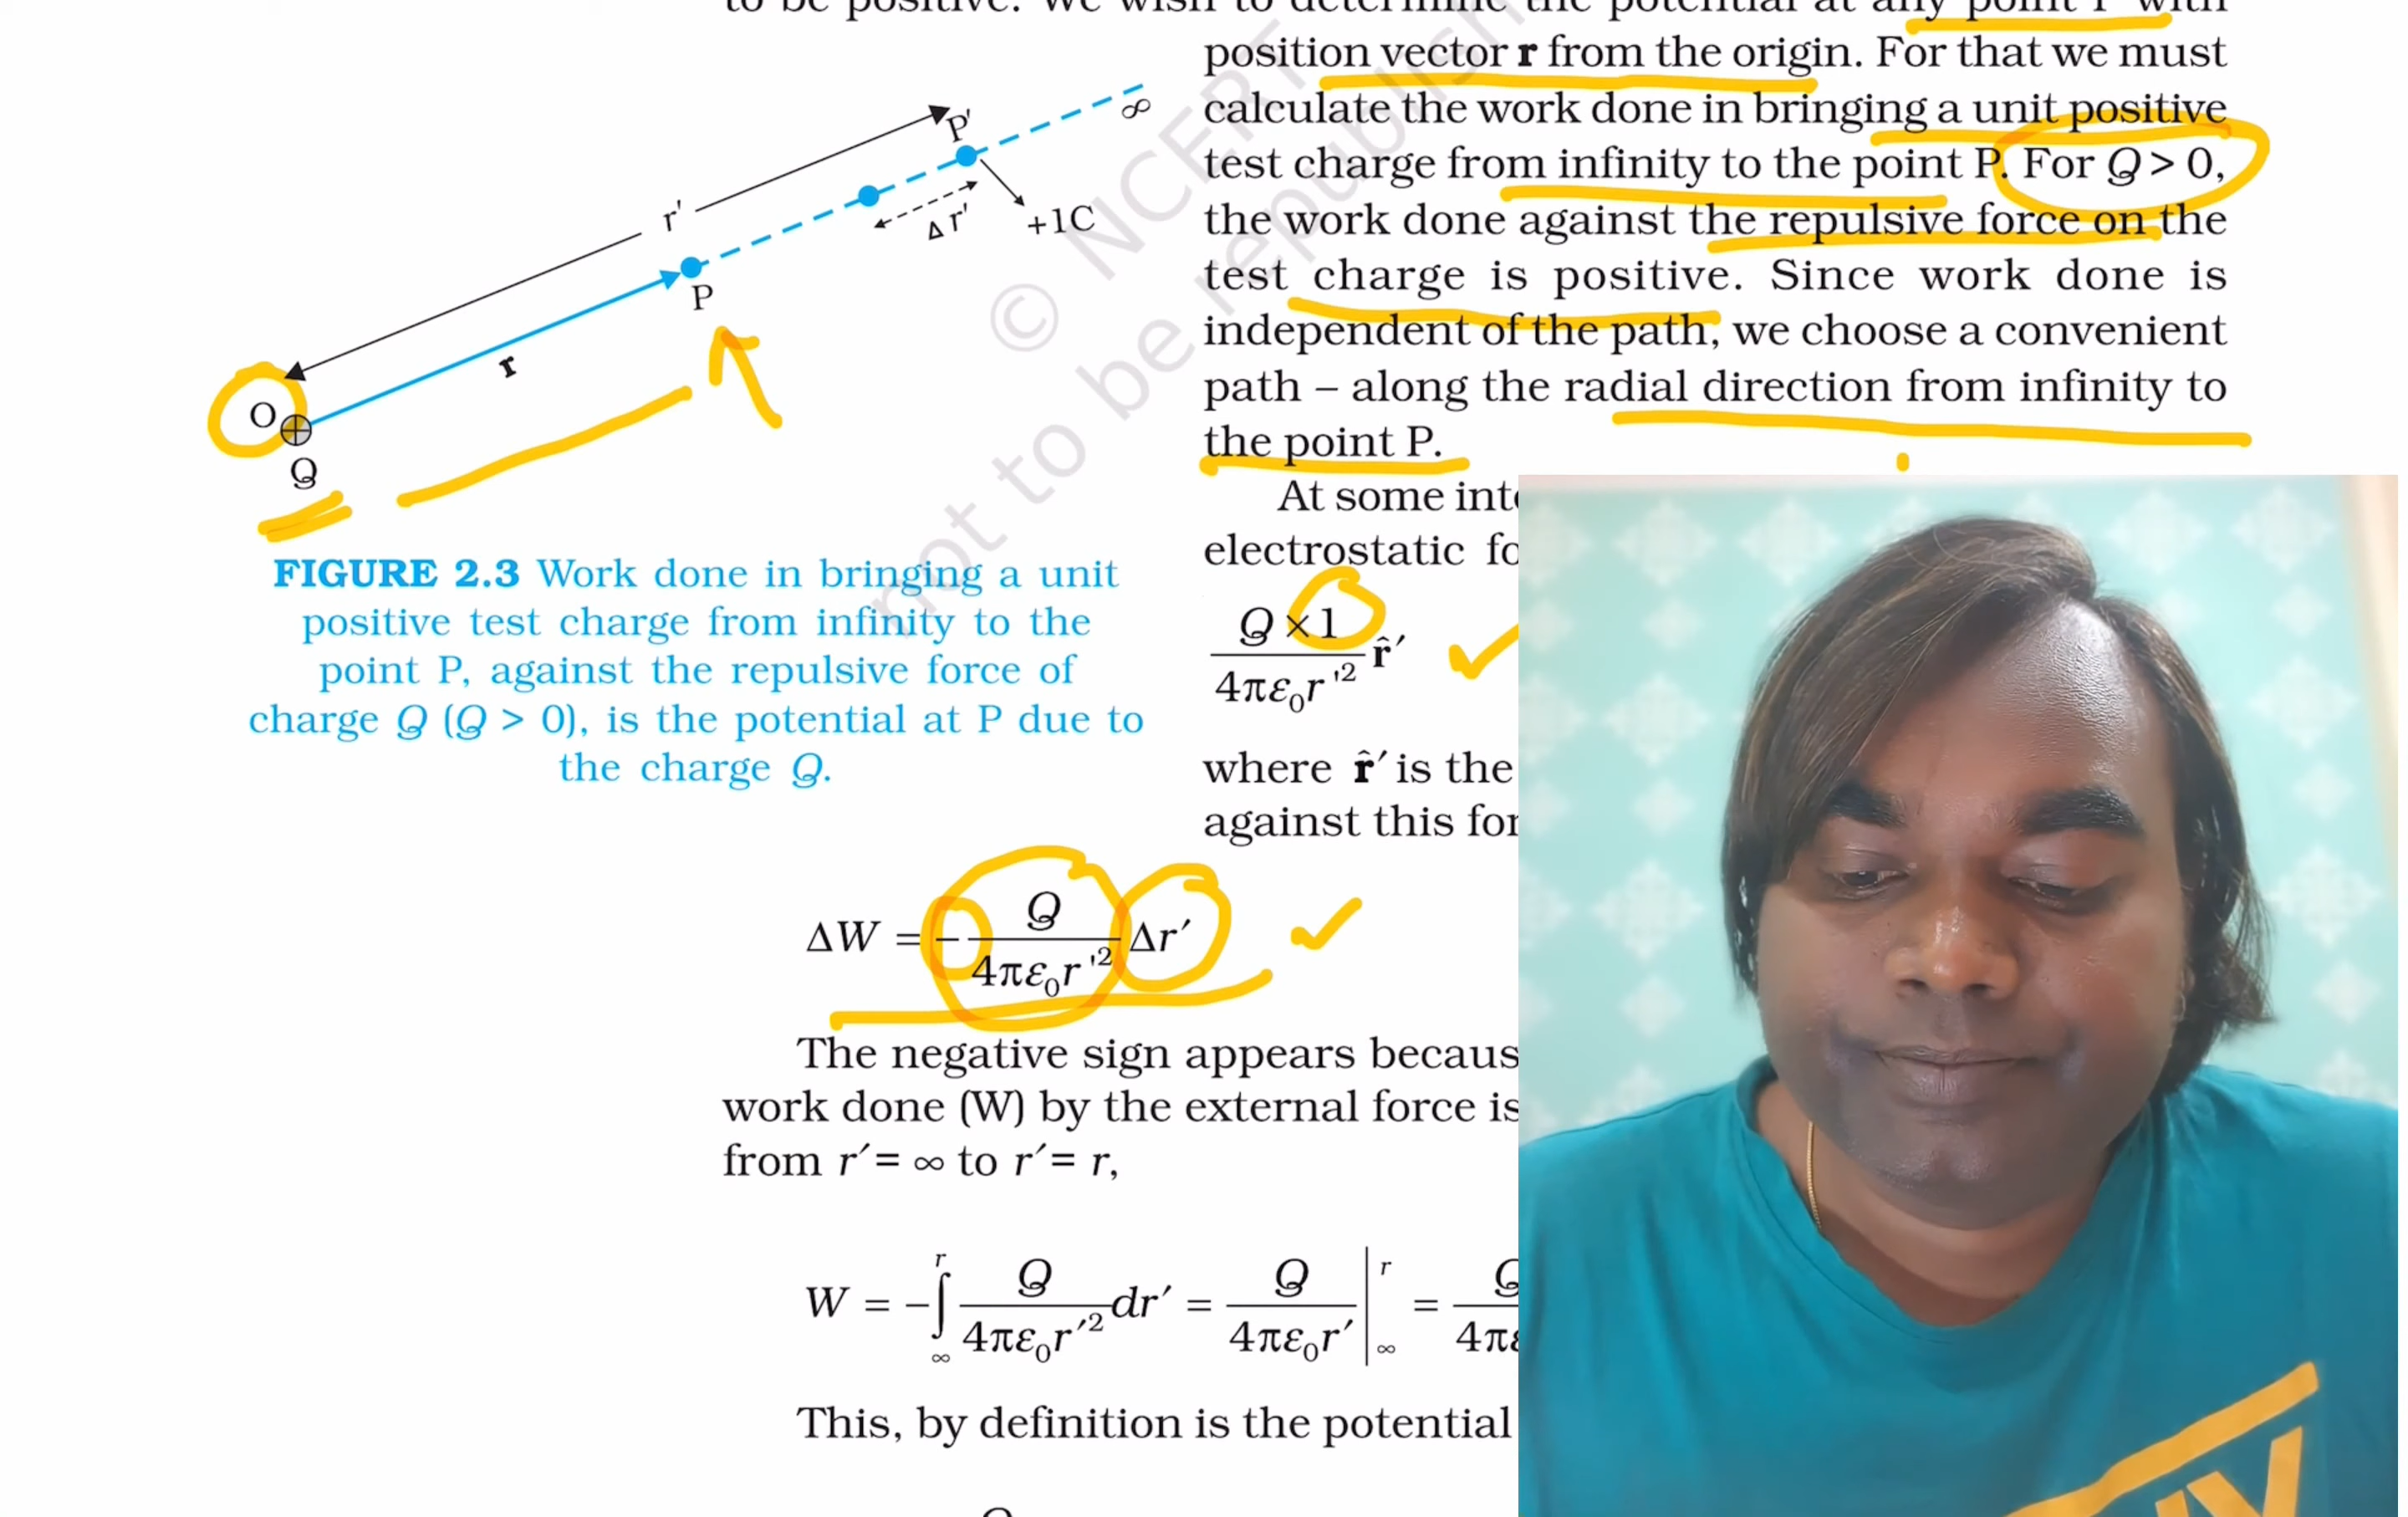 position vector r from the origin. For that we must
calculate the work done in bringing a unit positive
test charge from infinity to the point P. For Q > 0,
the work done against the repulsive force on the
test charge is positive. Since work done is
independent of the path, we choose a convenient
path – along the radial direction from infinity to
the point P.
P′
∞
r′
Δ r′
+1C
P
r
O
Q
FIGURE 2.3 Work done in bringing a unit
positive test charge from infinity to the
point P, against the repulsive force of
charge Q (Q > 0), is the potential at P due to
the charge Q.
© NCERT
not to be republish
At some
electrostatic
Q × 1 / 4πε₀r′² r̂′
where r̂′ is the
against this
ΔW = − Q / 4πε₀r′² Δr′
The negative sign appears
work done (W) by the external force is
from r′ = ∞ to r′ = r,
W = −∫∞^r Q / 4πε₀r′² dr′ = Q / 4πε₀r′ |∞^r =
This, by definition is the potential